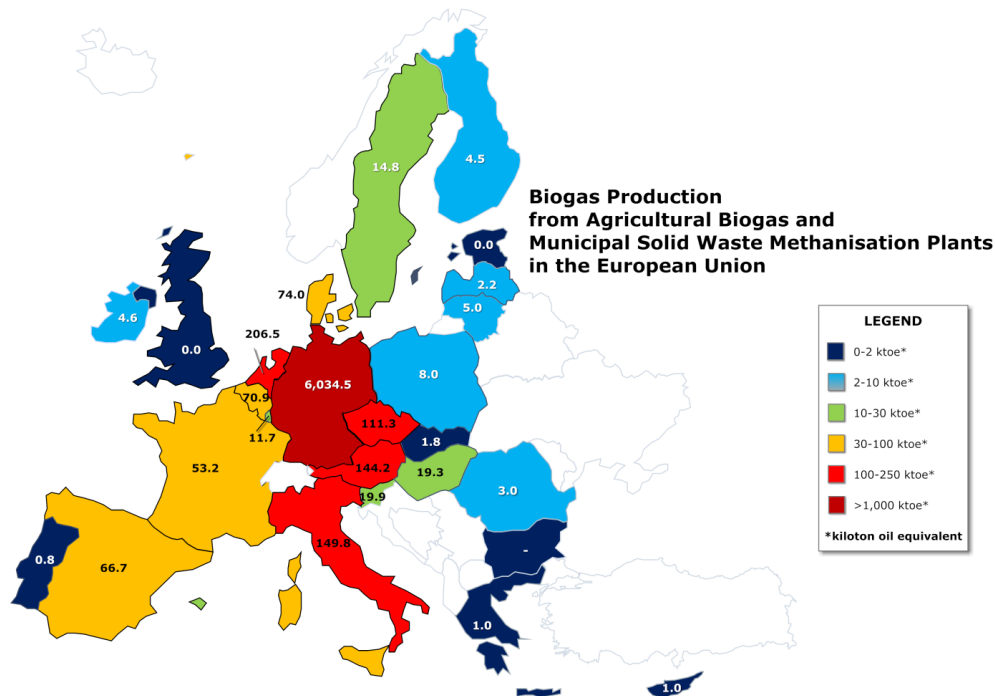 14.8
4.5
Biogas Production
from Agricultural Biogas and
Municipal Solid Waste Methanisation Plants
in the European Union
0.0
2.2
5.0
74.0
4.6
0.0
206.5
6,034.5
8.0
70.9
11.7
111.3
1.8
53.2
144.2
19.3
19.9
3.0
149.8
-
0.8
66.7
1.0
1.0
LEGEND
0-2 ktoe*
2-10 ktoe*
10-30 ktoe*
30-100 ktoe*
100-250 ktoe*
>1,000 ktoe*
*kiloton oil equivalent